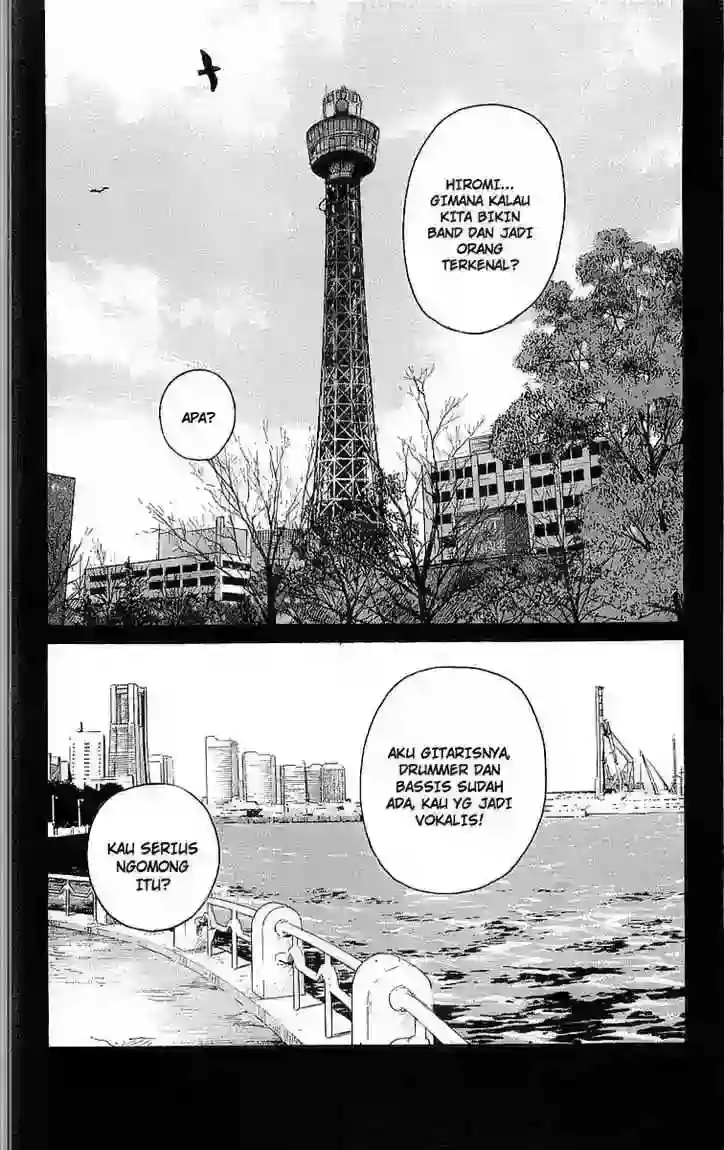 HIROMI...
GIMANA KALAU
KITA BIKIN
BAND DAN JADI
ORANG
TERKENAL?
APA?
AKU GITARISNYA,
DRUMMER DAN
BASSIS SUDAH
ADA, KAU YG JADI
VOKALIS!
KAU SERIUS
NGOMONG
ITU?